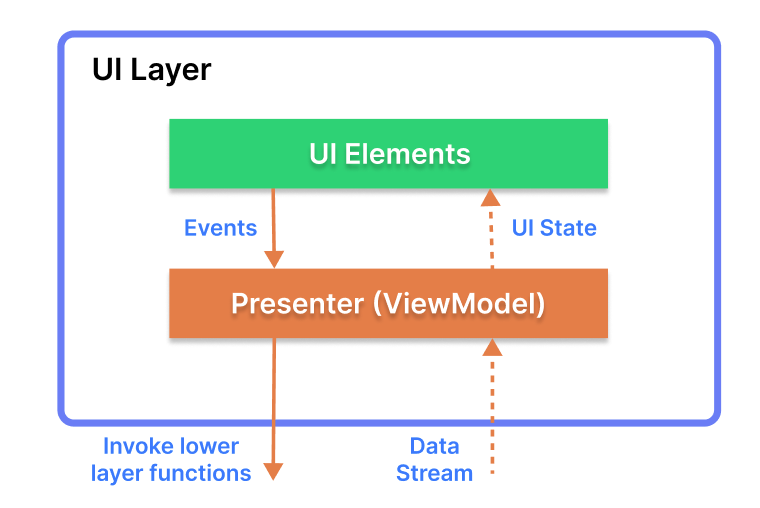 UI Layer
UI Elements
Events
UI State
Presenter (ViewModel)
Invoke lower
layer functions
Data
Stream